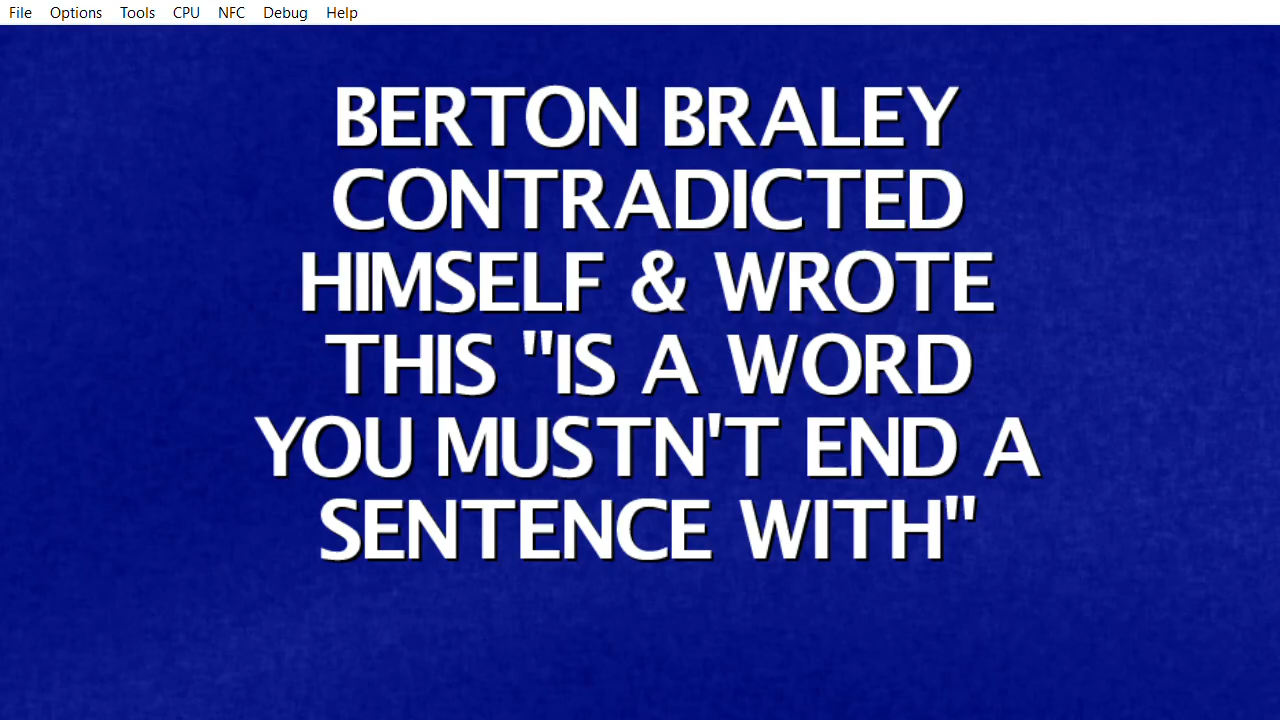 File Options Tools CPU NFC Debug Help
BERTON BRALEY
CONTRADICTED
HIMSELF & WROTE
THIS "IS A WORD
YOU MUSTN'T END A
SENTENCE WITH"